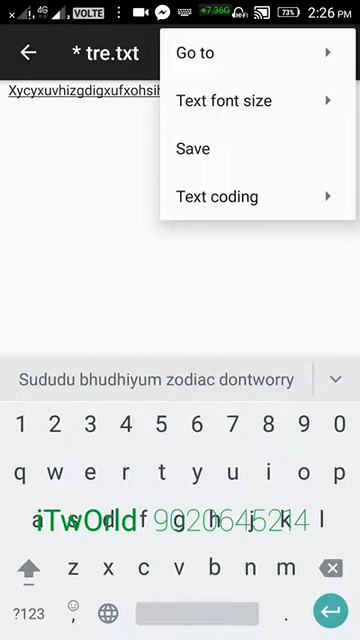 4G VOLTE 7.36G 73% 2:26 PM
* tre.txt
Go to
Text font size
Save
Text coding
Xycyxuvhizgdigxufxohsih
Sududu bhudhiyum zodiac dontworry
1 2 3 4 5 6 7 8 9 0
q w e r t y u i o p
a s d f g h j k l
iTwOrld 9020645214
z x c v b n m
?123 , .